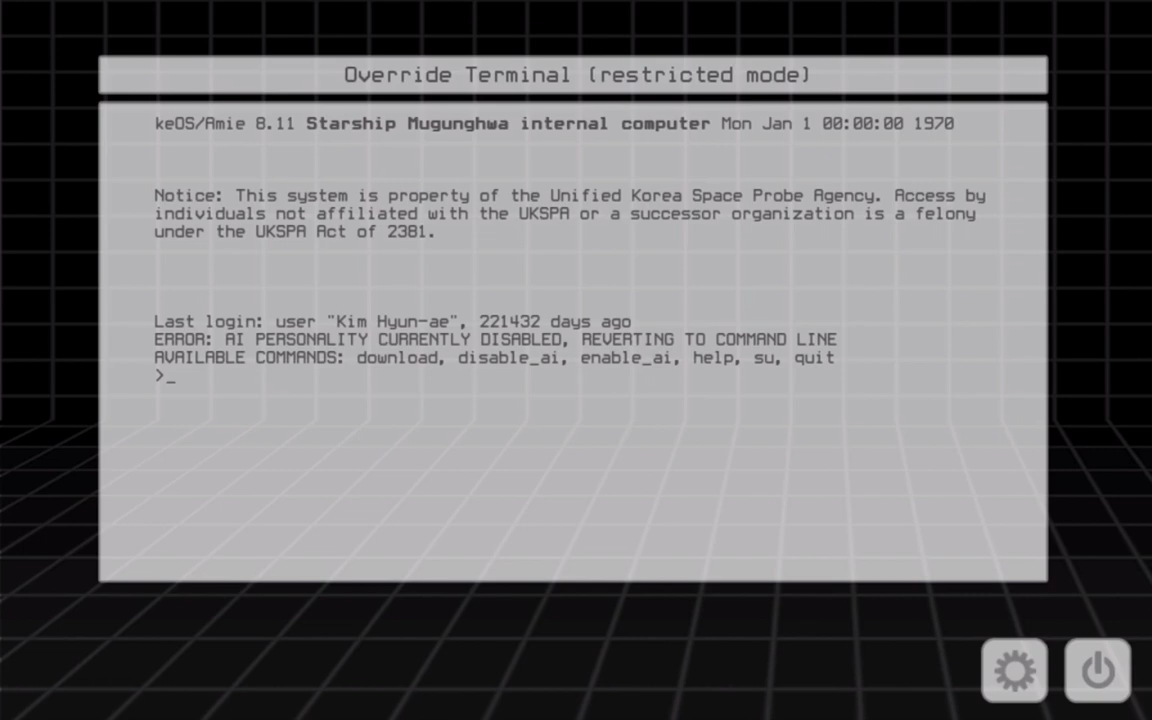 Override Terminal (restricted mode)
keOS/Amie 8.11 Starship Mugunghwa internal computer Mon Jan 1 00:00:00 1970
Notice: This system is property of the Unified Korea Space Probe Agency. Access by
individuals not affiliated with the UKSPA or a successor organization is a felony
under the UKSPA Act of 2381.
Last login: user "Kim Hyun-ae", 221432 days ago
ERROR: AI PERSONALITY CURRENTLY DISABLED, REVERTING TO COMMAND LINE
AVAILABLE COMMANDS: download, disable_ai, enable_ai, help, su, quit
>_